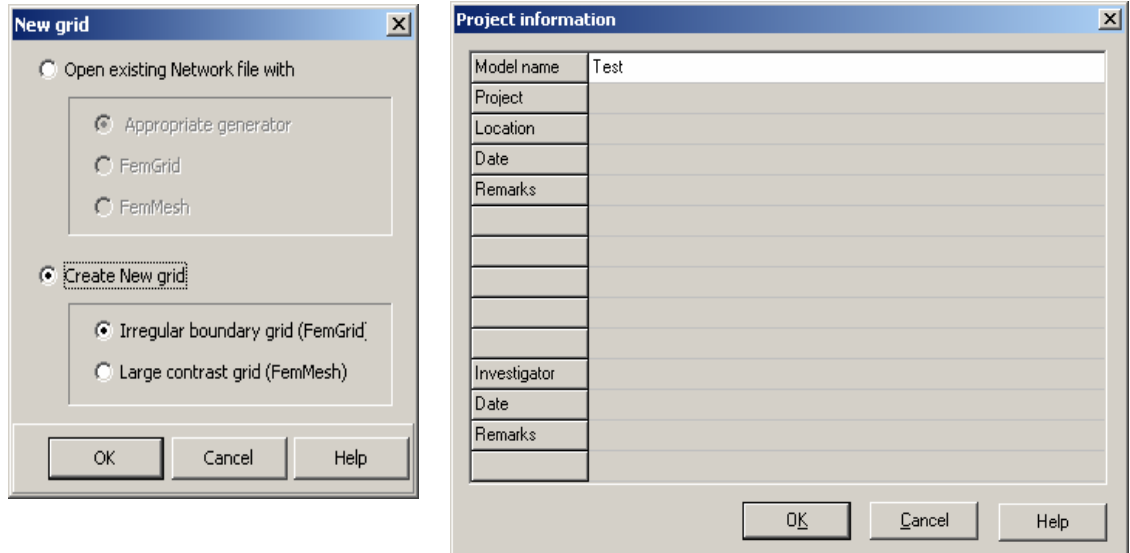 New grid
Open existing Network file with
Appropriate generator
FemGrid
FemMesh
Create New grid
Irregular boundary grid (FemGrid)
Large contrast grid (FemMesh)
OK Cancel Help
Project information
Model name Test
Project
Location
Date
Remarks
Investigator
Date
Remarks
OK Cancel Help